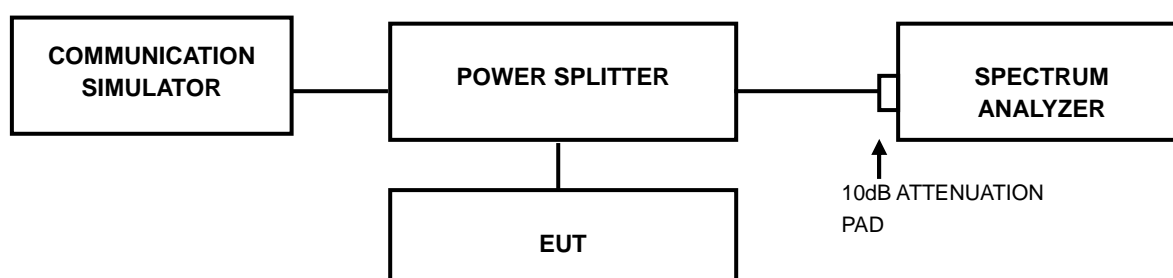 COMMUNICATION
SIMULATOR
POWER SPLITTER
SPECTRUM
ANALYZER
10dB ATTENUATION
PAD
EUT